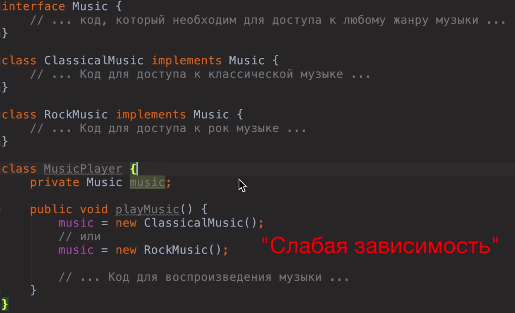 interface Music {
// ... код, который необходим для доступа к любому жанру музыки ...
}
class ClassicalMusic implements Music {
// ... Код для доступа к классической музыке ...
}
class RockMusic implements Music {
// ... Код для доступа к рок музыке ...
}
class MusicPlayer {
private Music music;
public void playMusic() {
music = new ClassicalMusic();
// или
music = new RockMusic();
"Слабая зависимость"
// ... Код для воспроизведения музыки ...
}
}